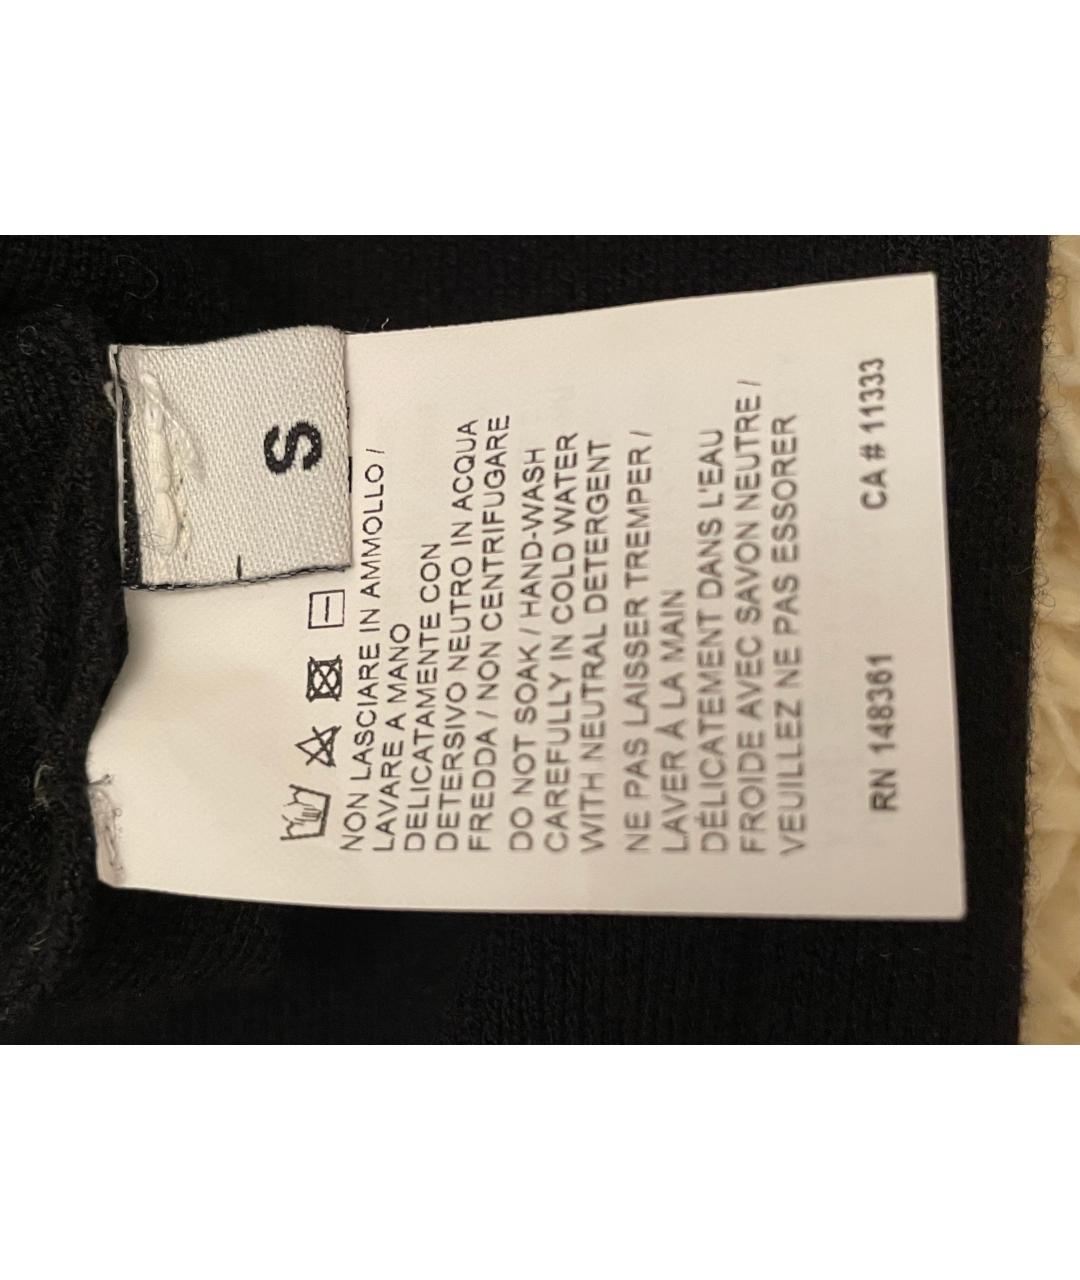 S
NON LASCIARE IN AMMOLLO /
LAVARE A MANO
DELICATAMENTE CON
DETERSIVO NEUTRO IN ACQUA
FREDDA / NON CENTRIFUGARE
DO NOT SOAK / HAND-WASH
CAREFULLY IN COLD WATER
WITH NEUTRAL DETERGENT
NE PAS LAISSER TREMPER /
LAVER À LA MAIN
DÉLICATEMENT DANS L'EAU
FROIDE AVEC SAVON NEUTRE /
VEUILLEZ NE PAS ESSORER
RN 148361 CA # 11333